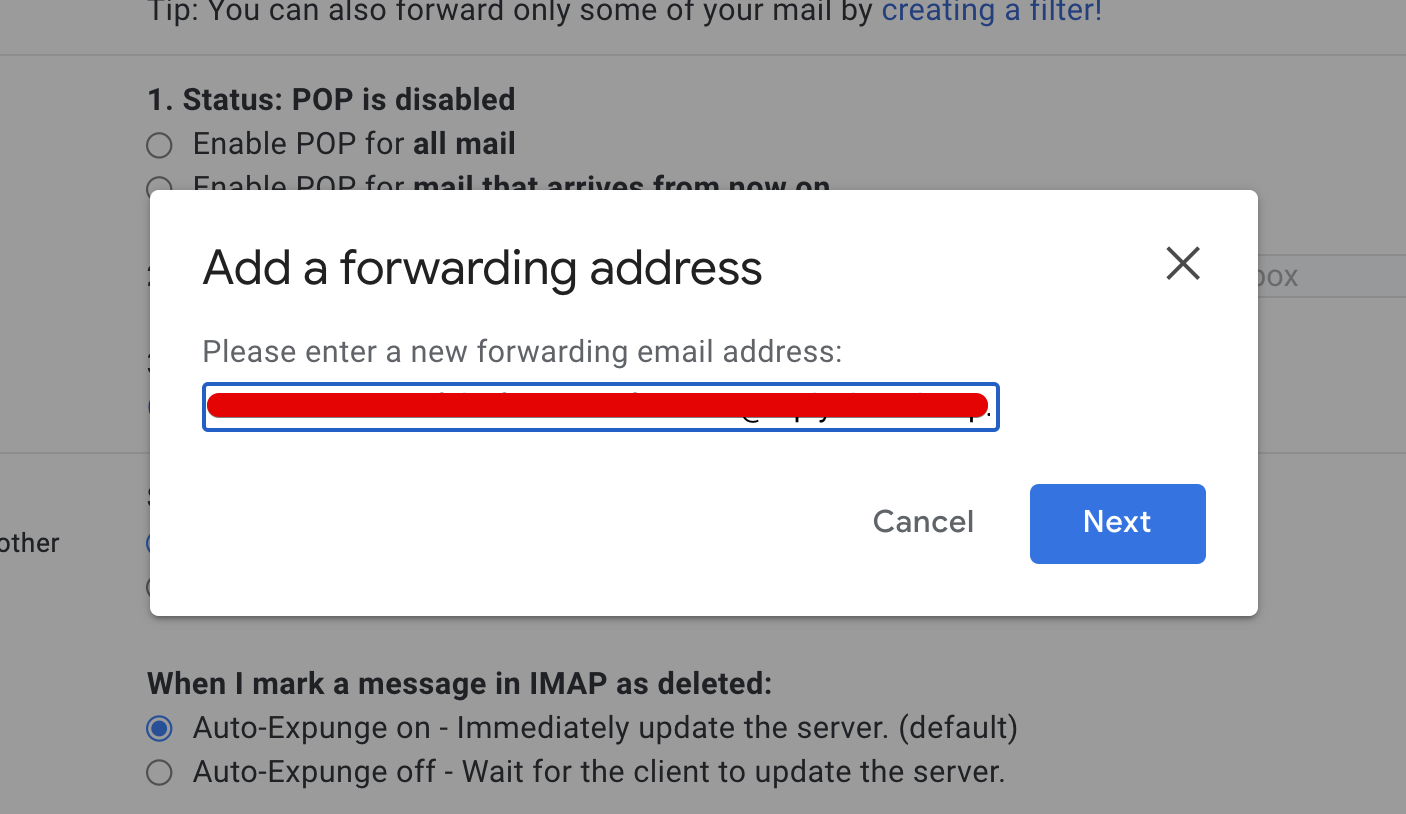 Tip: You can also forward only some of your mail by creating a filter!
1. Status: POP is disabled
Enable POP for all mail
Enable POP for mail that arrives from now on
Add a forwarding address
box
Please enter a new forwarding email address:
Cancel
Next
other
When I mark a message in IMAP as deleted:
Auto-Expunge on - Immediately update the server. (default)
Auto-Expunge off - Wait for the client to update the server.